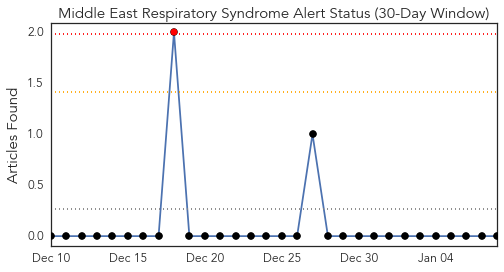 Middle East Respiratory Syndrome Alert Status (30-Day Window)
Articles Found
2.0
1.5
1.0
0.5
0.0
Dec 10 Dec 15 Dec 20 Dec 25 Dec 30 Jan 04